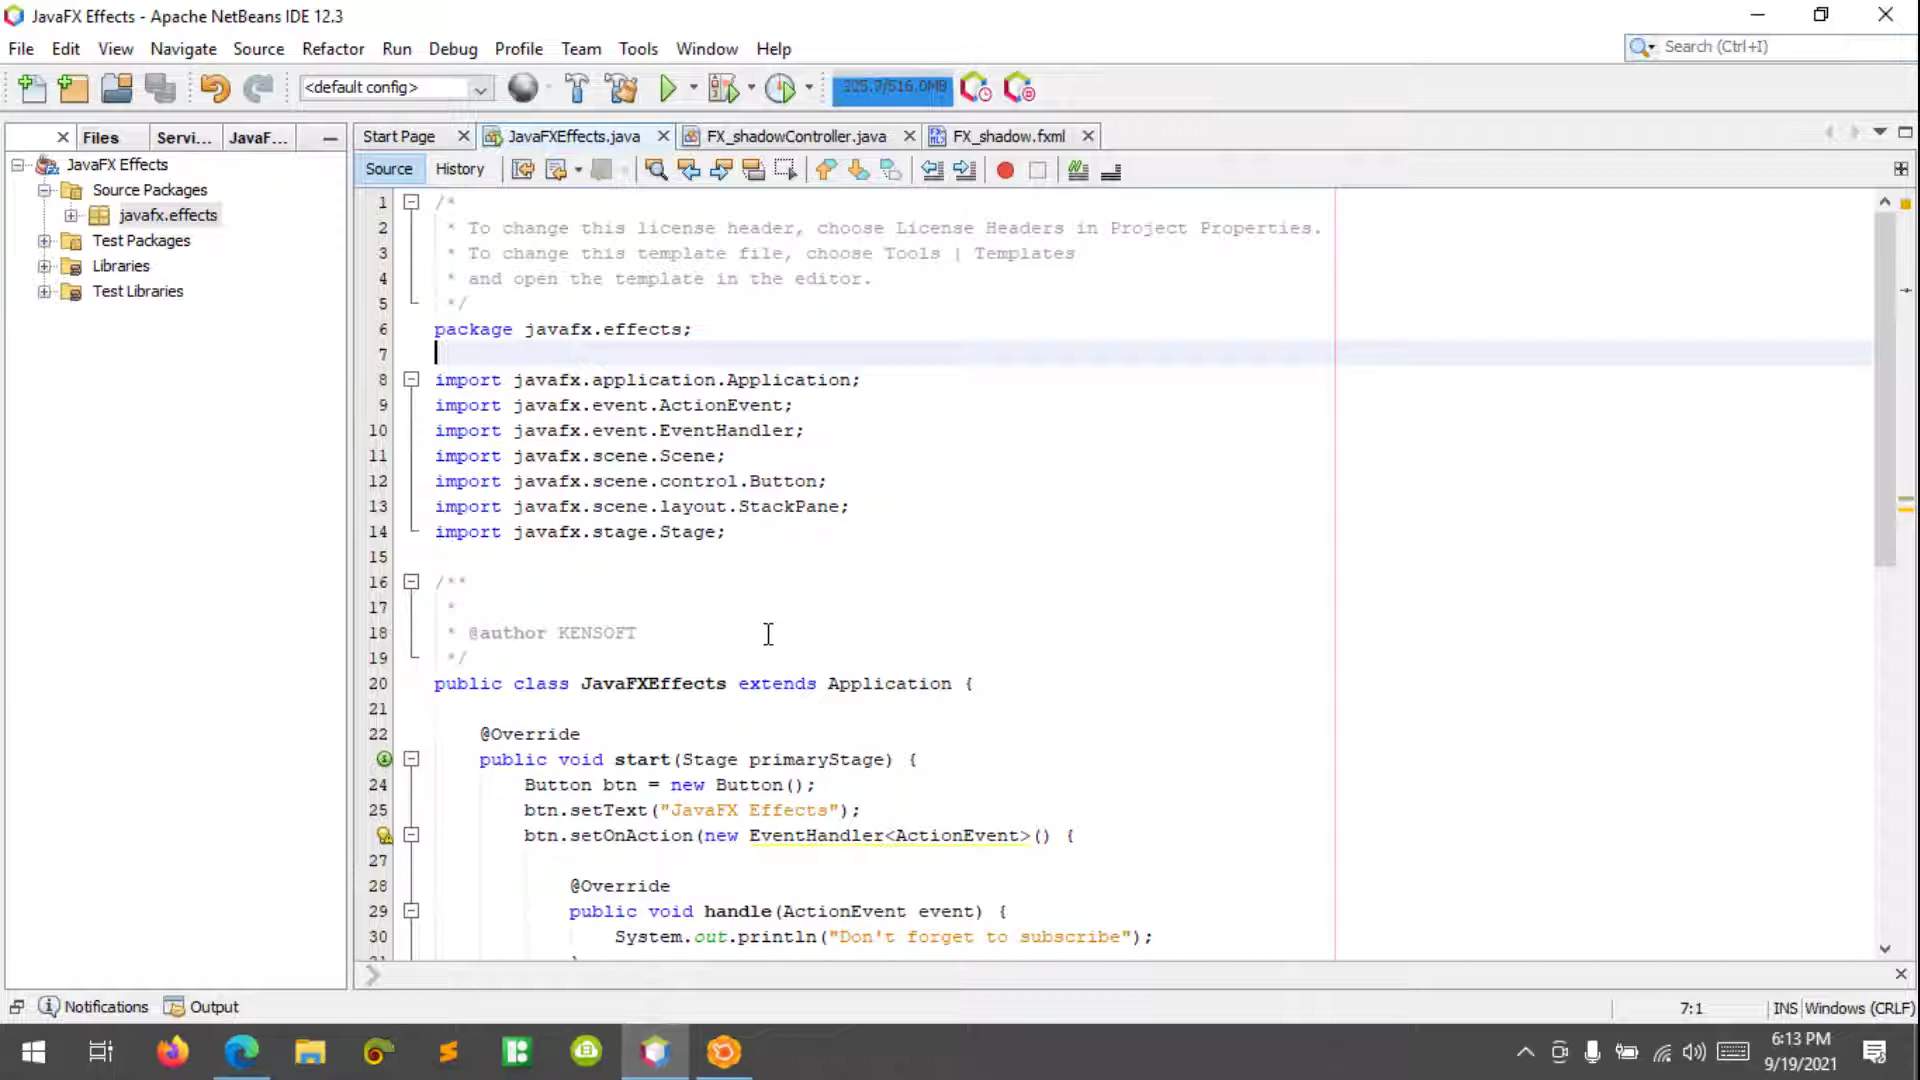 JavaFX Effects - Apache NetBeans IDE 12.3
File Edit View Navigate Source Refactor Run Debug Profile Team Tools Window Help
Search (Ctrl+I)
<default config>
225.7/516.0MB
Files Servi... JavaF...
Start Page JavaFXEffects.java FX_shadowController.java FX_shadow.fxml
Source History
JavaFX Effects
Source Packages
javafx.effects
Test Packages
Libraries
Test Libraries
1 /*
2 * To change this license header, choose License Headers in Project Properties.
3 * To change this template file, choose Tools | Templates
4 * and open the template in the editor.
5 */
6 package javafx.effects;
7
8 import javafx.application.Application;
9 import javafx.event.ActionEvent;
10 import javafx.event.EventHandler;
11 import javafx.scene.Scene;
12 import javafx.scene.control.Button;
13 import javafx.scene.layout.StackPane;
14 import javafx.stage.Stage;
15
16 /**
17 *
18 * @author KENSOFT
19 */
20 public class JavaFXEffects extends Application {
21
22 @Override
public void start(Stage primaryStage) {
24 Button btn = new Button();
25 btn.setText("JavaFX Effects");
btn.setOnAction(new EventHandler<ActionEvent>() {
27
28 @Override
29 public void handle(ActionEvent event) {
30 System.out.println("Don't forget to subscribe");
Notifications Output
7:1 INS Windows (CRLF)
6:13 PM
9/19/2021